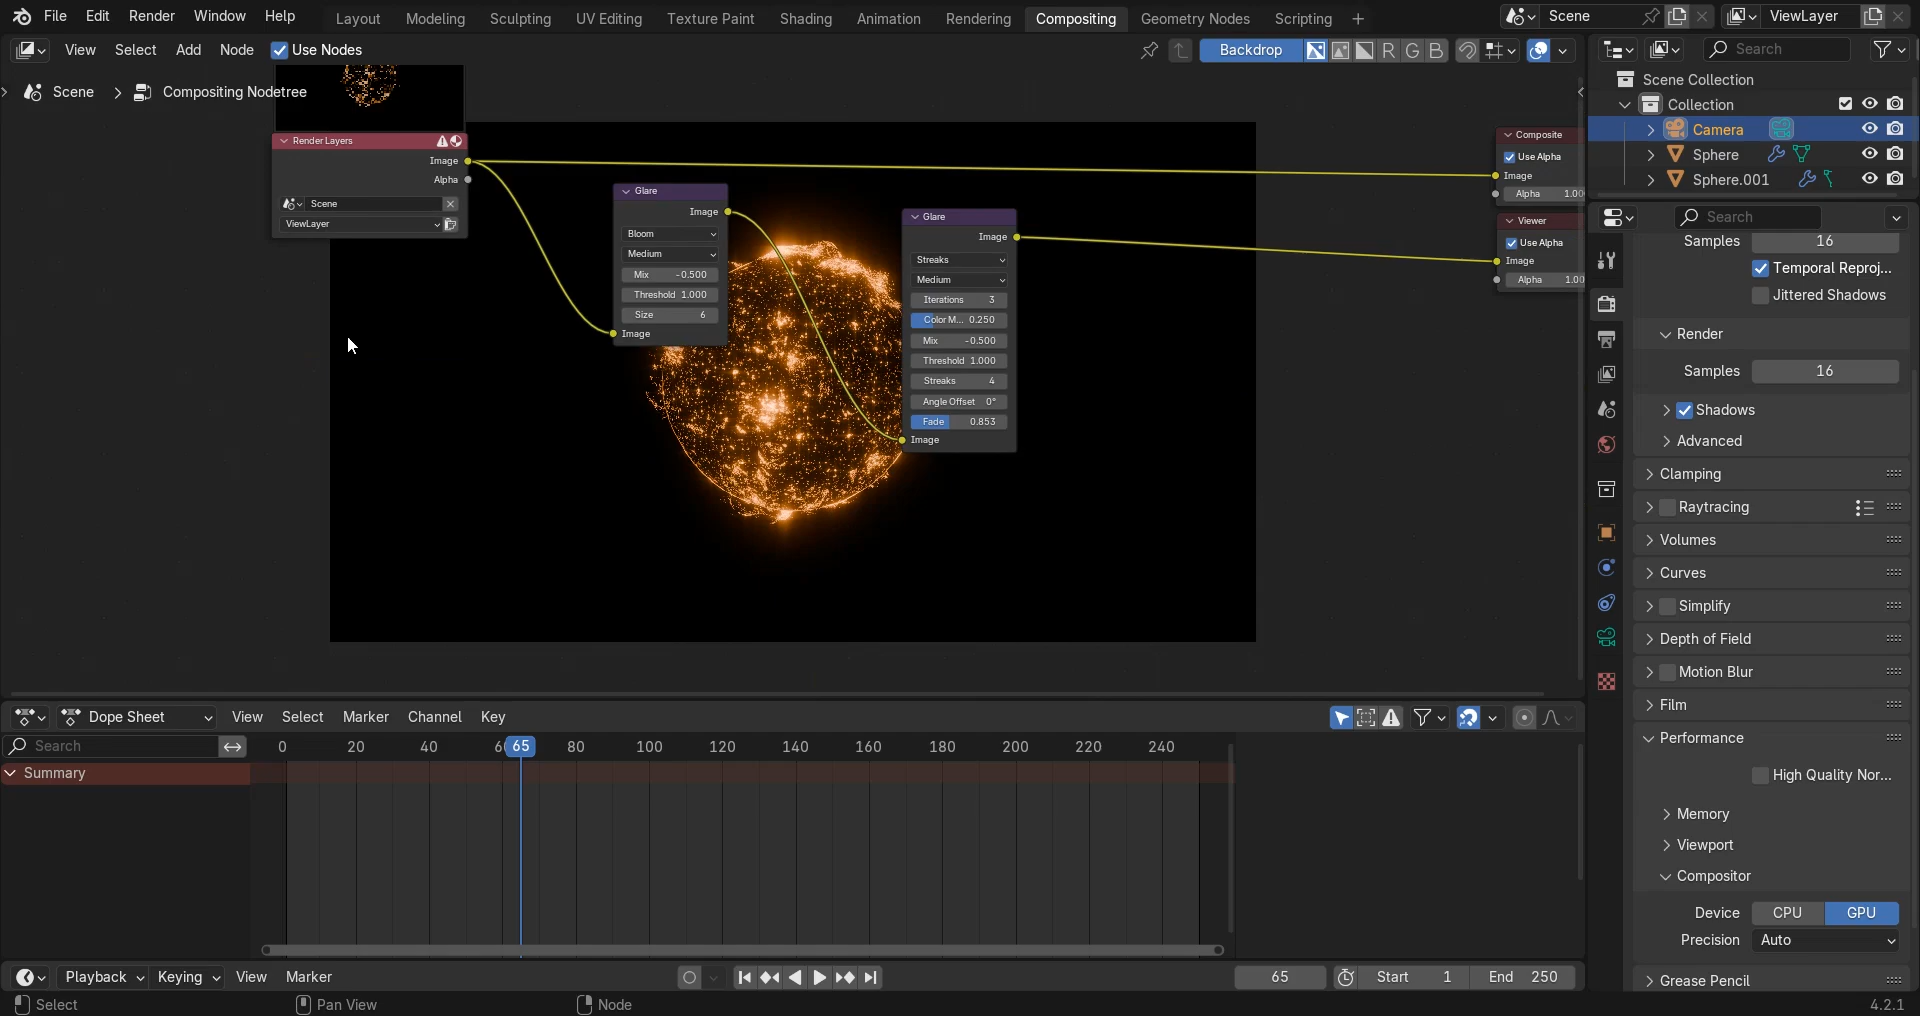 File Edit Render Window Help Layout Modeling Sculpting UV Editing Texture Paint Shading Animation Rendering Compositing Geometry Nodes Scripting + Scene ViewLayer
View Select Add Node Use Nodes Backdrop R G B Search
Scene > Compositing Nodetree
Render Layers
Image
Alpha
Scene
ViewLayer
Glare
Image
Bloom
Medium
Mix -0.500
Threshold 1.000
Size 6
Image
Glare
Image
Streaks
Medium
Iterations 3
Color M... 0.250
Mix -0.500
Threshold 1.000
Streaks 4
Angle Offset 0°
Fade 0.853
Image
Composite
Use Alpha
Image
Alpha 1.00
Viewer
Use Alpha
Image
Alpha 1.00
Scene Collection
Collection
Camera
Sphere
Sphere.001
Search
Samples 16
Temporal Reproj...
Jittered Shadows
Render
Samples 16
Shadows
Advanced
Clamping
Raytracing
Volumes
Curves
Simplify
Depth of Field
Motion Blur
Film
Performance
High Quality Nor...
Memory
Viewport
Compositor
Device CPU GPU
Precision Auto
Grease Pencil
Dope Sheet View Select Marker Channel Key
Search 0 20 40 6 65 80 100 120 140 160 180 200 220 240
Summary
Playback Keying View Marker 65 Start 1 End 250
Select Pan View Node 4.2.1